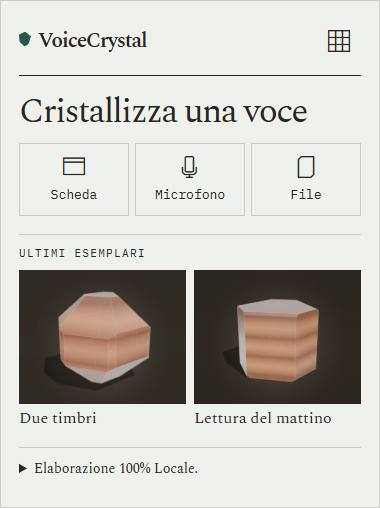 VoiceCrystal
Cristallizza una voce
Scheda
Microfono
File
ULTIMI ESEMPLARI
Due timbri
Lettura del mattino
Elaborazione 100% Locale.